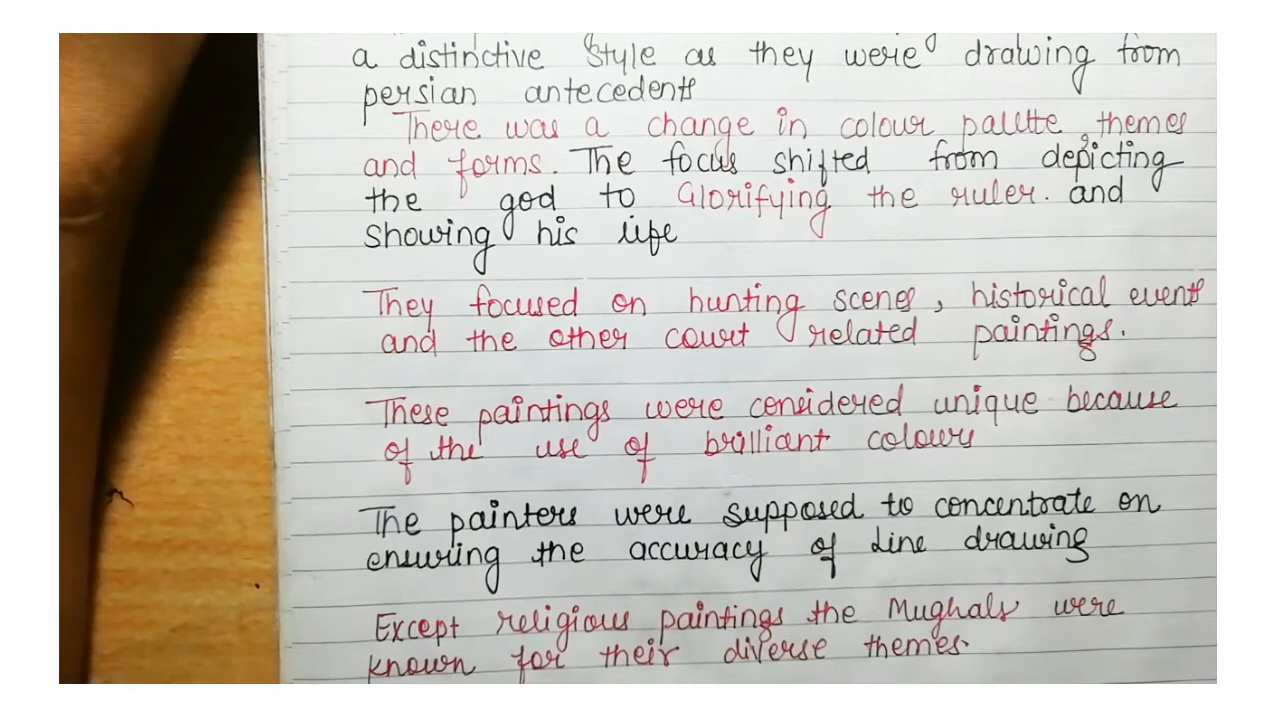 a distinctive style as they were drawing from
persian antecedents
There was a change in colour palette, themes
and forms. The focus shifted from depicting
the god to Glorifying the ruler. and
showing his life
They focused on hunting scenes, historical events
and the other court related paintings.
These paintings were considered unique because
of the use of brilliant colours
The painters were supposed to concentrate on
ensuring the accuracy of Line drawing
Except religious paintings the Mughals were
known for their diverse themes.